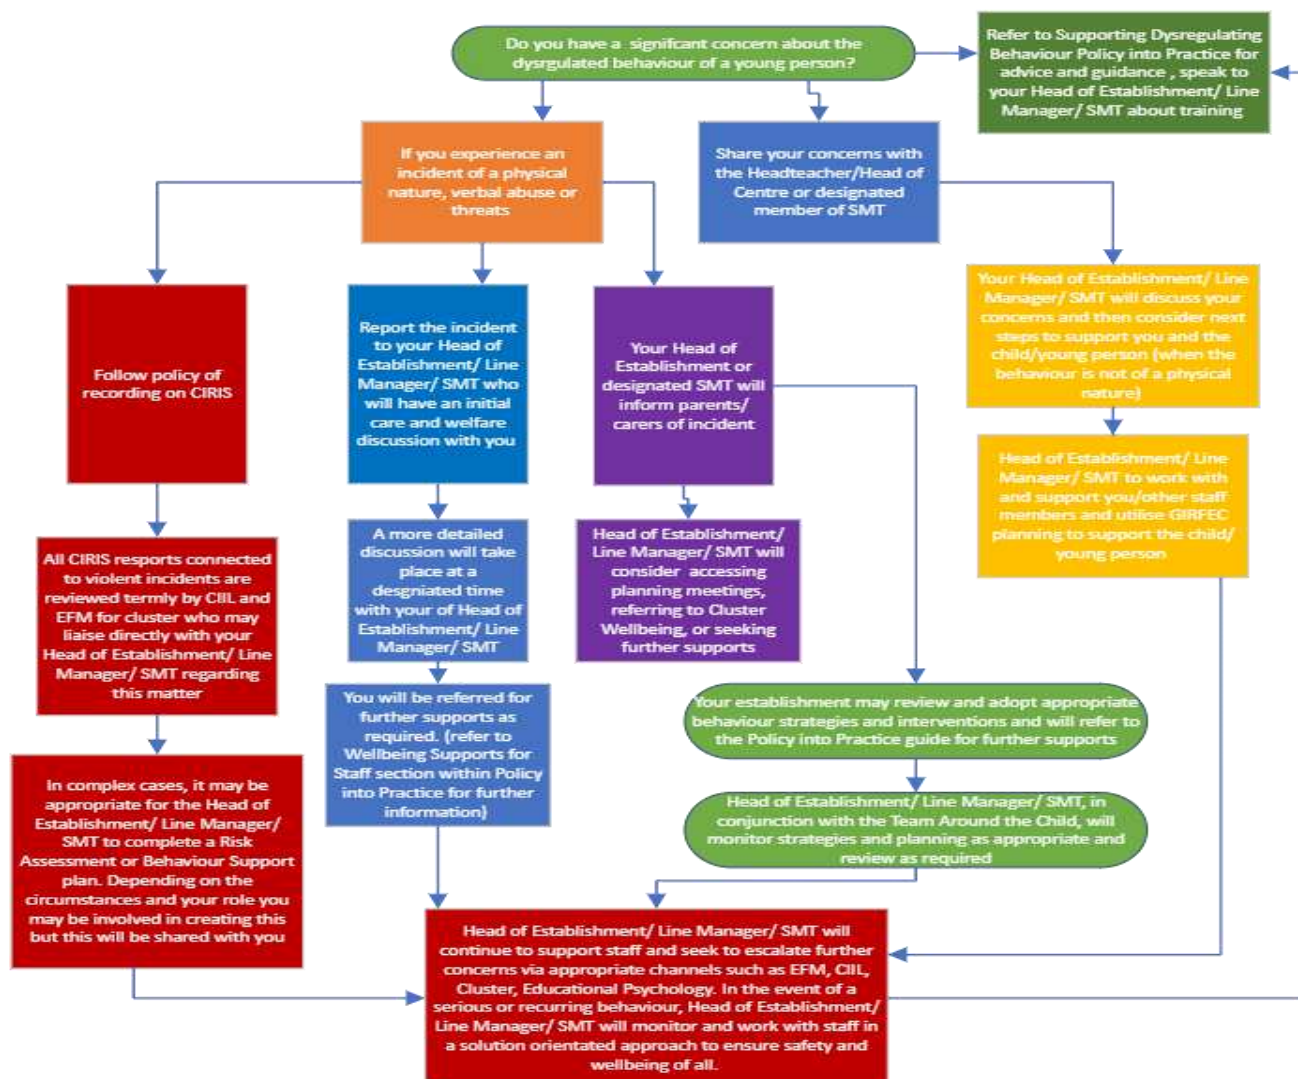 Do you have a signifcant concern about the
dysrgulated behaviour of a young person?
Refer to Supporting Dysregulating
Behaviour Policy into Practice for
advice and guidance , speak to
your Head of Establishment/ Line
Manager/ SMT about training
If you experience an
incident of a physical
nature, verbal abuse or
threats
Share your concerns with
the Headteacher/Head of
Centre or designated
member of SMT
Follow policy of
recording on CIRIS
Report the incident
to your Head of
Establishment/ Line
Manager/ SMT who
will have an initial
care and welfare
discussion with you
Your Head of
Establishment or
designated SMT will
inform parents/
carers of incident
Your Head of Establishment/ Line
Manager/ SMT will discuss your
concerns and then consider next
steps to support you and the
child/young person (when the
behaviour is not of a physical
nature)
Head of Establishment/ Line
Manager/ SMT to work with
and support you/other staff
members and utilise GIRFEC
planning to support the child/
young person
All CIRIS resports connected
to violent incidents are
reviewed termly by CIIL and
EFM for cluster who may
liaise directly with your
Head of Establishment/ Line
Manager/ SMT regarding
this matter
A more detailed
discussion will take
place at a
desgniated time
with your of Head of
Establishment/ Line
Manager/ SMT
Head of Establishment/
Line Manager/ SMT will
consider accessing
planning meetings,
referring to Cluster
Wellbeing, or seeking
further supports
You will be referred for
further supports as
required. (refer to
Wellbeing Supports for
Staff section within Policy
into Practice for further
information)
Your establishment may review and adopt appropriate
behaviour strategies and interventions and will refer to
the Policy into Practice guide for further supports
In complex cases, it may be
appropriate for the Head of
Establishment/ Line Manager/
SMT to complete a Risk
Assessment or Behaviour Support
plan. Depending on the
circumstances and your role you
may be involved in creating this
but this will be shared with you
Head of Establishment/ Line Manager/ SMT, in
conjunction with the Team Around the Child, will
monitor strategies and planning as appropriate and
review as required
Head of Establishment/ Line Manager/ SMT will
continue to support staff and seek to escalate further
concerns via appropriate channels such as EFM, CIIL,
Cluster, Educational Psychology. In the event of a
serious or recurring behaviour, Head of Establishment/
Line Manager/ SMT will monitor and work with staff in
a solution orientated approach to ensure safety and
wellbeing of all.